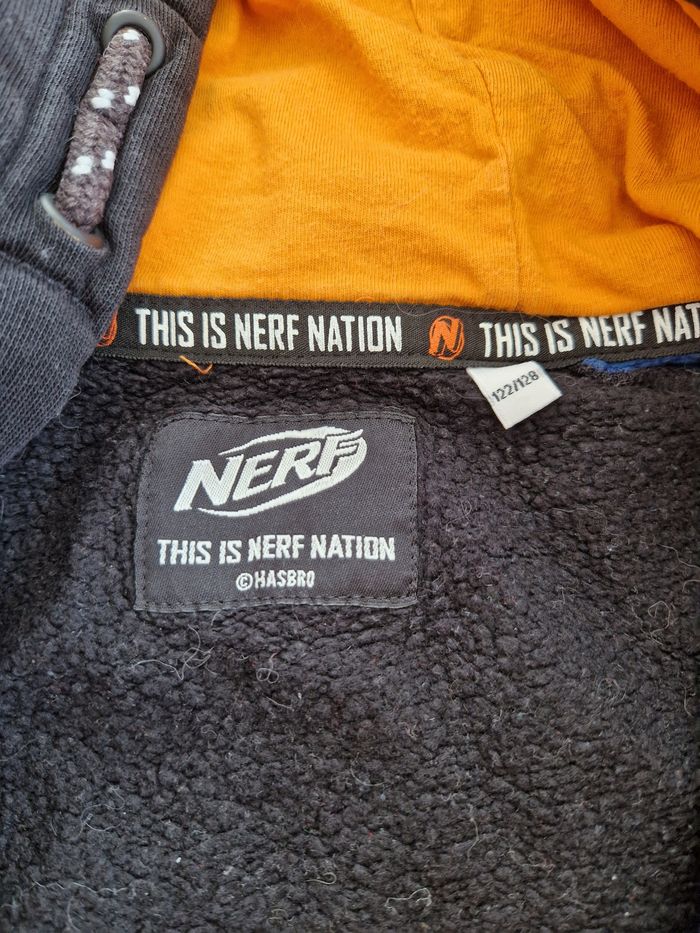 THIS IS NERF NATION N THIS IS NERF NAT
122/128
NERF
THIS IS NERF NATION
©HASBRO